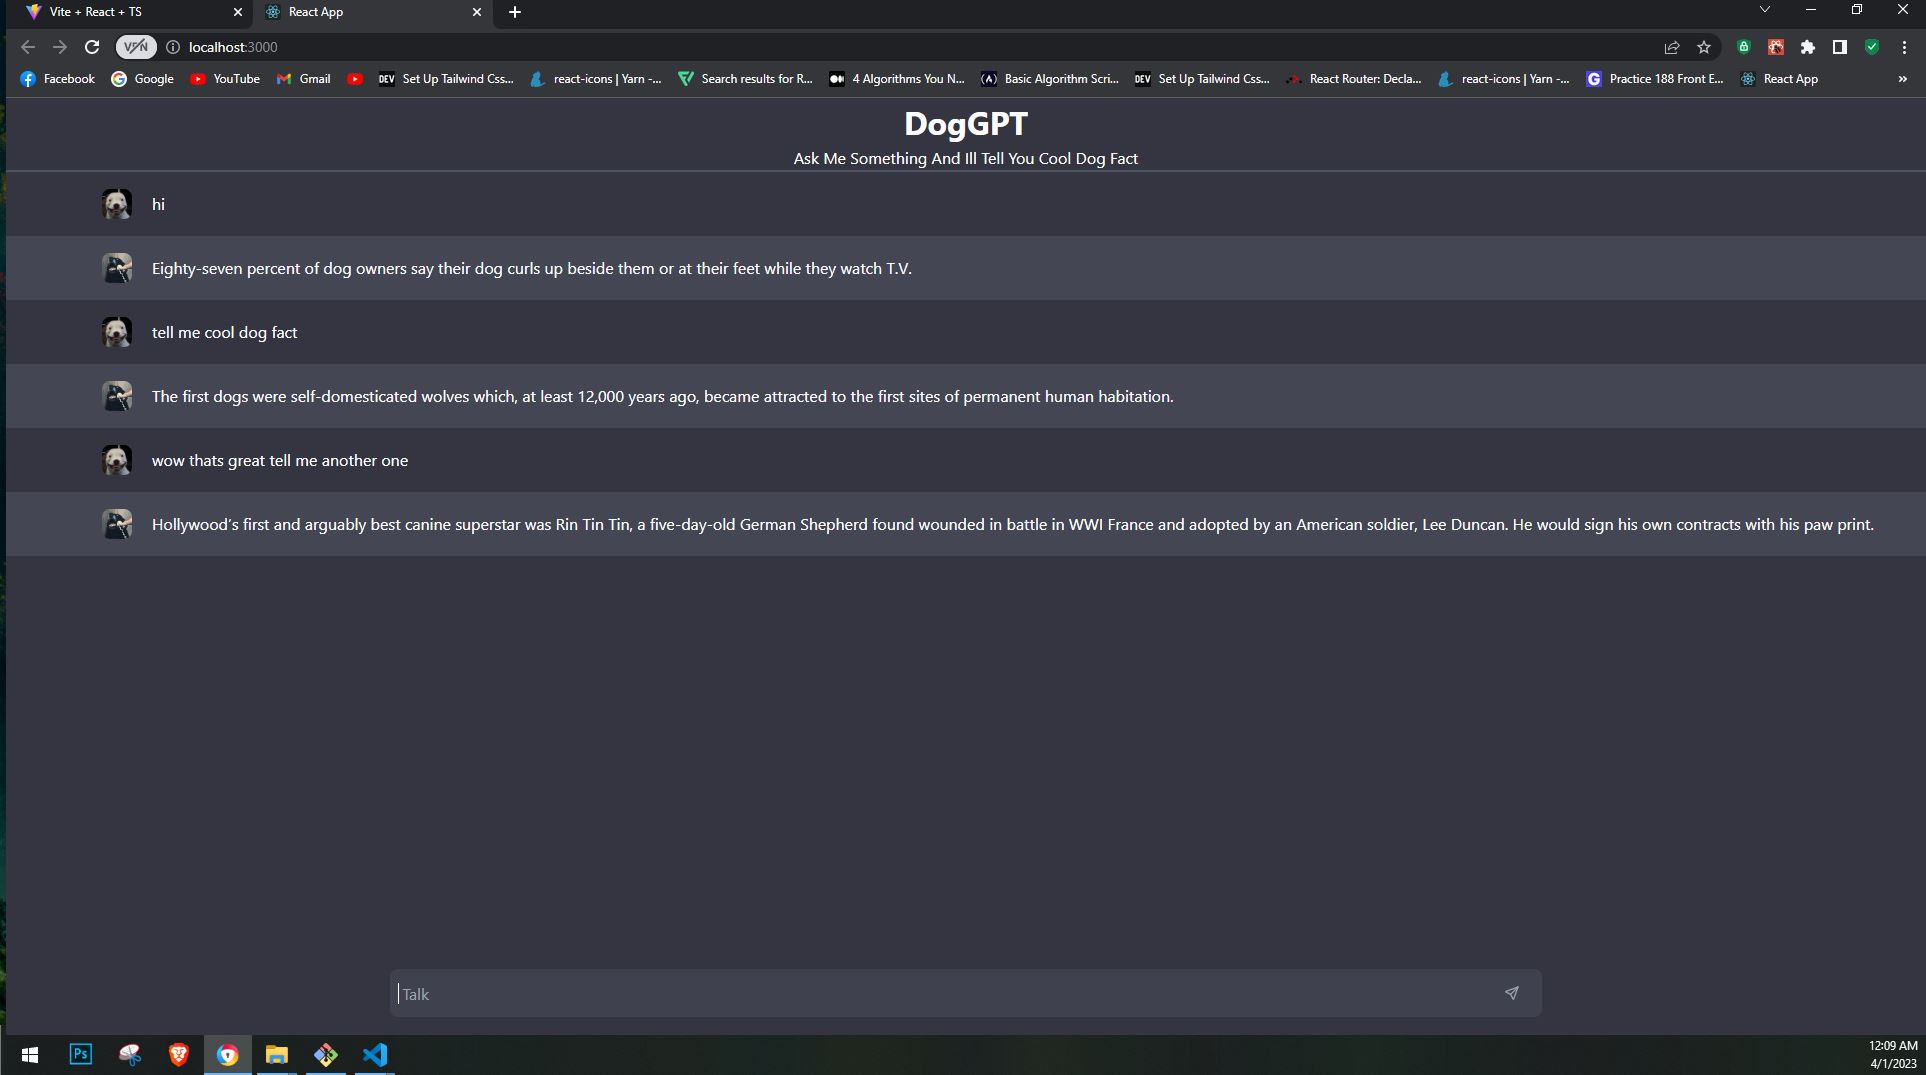 Vite + React + TS
React App
VPN
localhost:3000
Facebook
Google
YouTube
Gmail
DEV Set Up Tailwind Css...
react-icons | Yarn -...
Search results for R...
4 Algorithms You N...
Basic Algorithm Scri...
DEV Set Up Tailwind Css...
React Router: Decla...
react-icons | Yarn -...
G Practice 188 Front E...
React App
»
DogGPT
Ask Me Something And Ill Tell You Cool Dog Fact
hi
Eighty-seven percent of dog owners say their dog curls up beside them or at their feet while they watch T.V.
tell me cool dog fact
The first dogs were self-domesticated wolves which, at least 12,000 years ago, became attracted to the first sites of permanent human habitation.
wow thats great tell me another one
Hollywood's first and arguably best canine superstar was Rin Tin Tin, a five-day-old German Shepherd found wounded in battle in WWI France and adopted by an American soldier, Lee Duncan. He would sign his own contracts with his paw print.
Talk
Ps
12:09 AM
4/1/2023